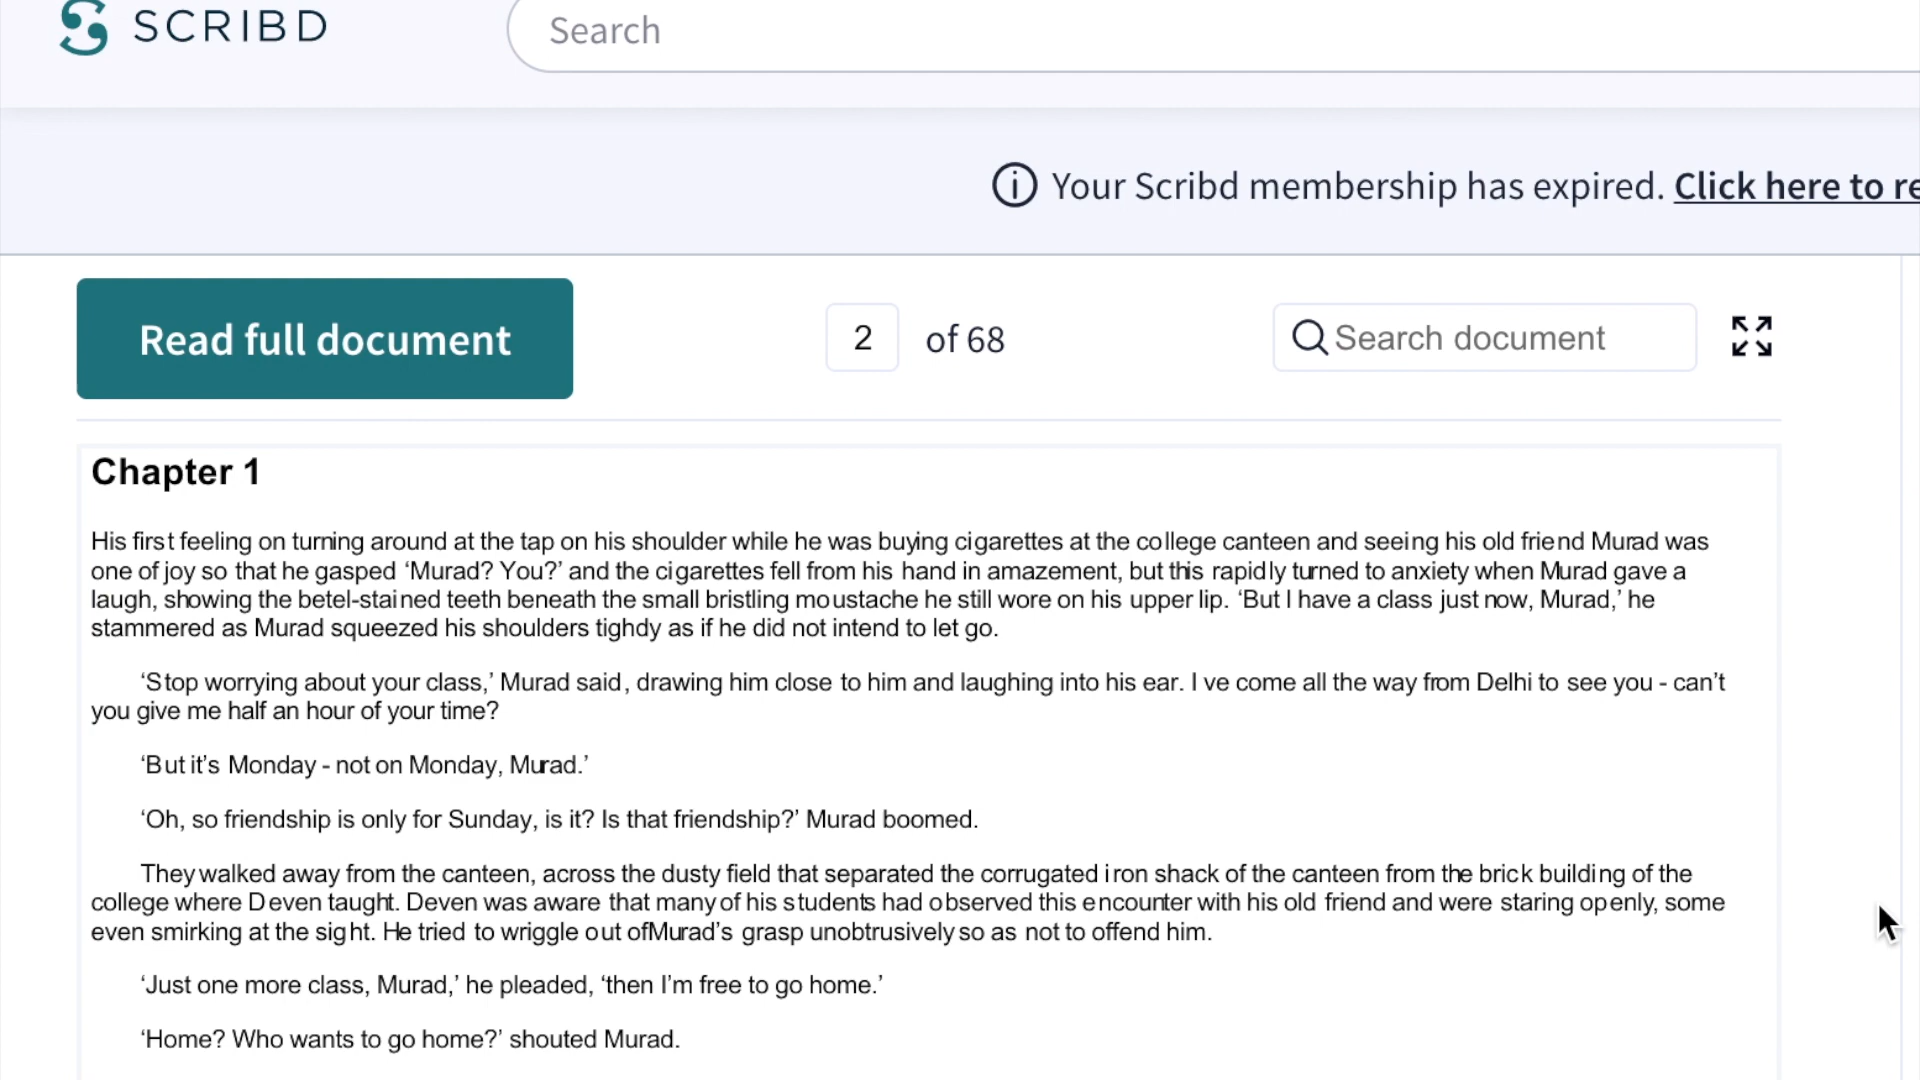 SCRIBD
Search
Your Scribd membership has expired. Click here to re
Read full document
2 of 68
Search document
Chapter 1
His first feeling on turning around at the tap on his shoulder while he was buying cigarettes at the college canteen and seeing his old friend Murad was
one of joy so that he gasped ‘Murad? You?’ and the cigarettes fell from his hand in amazement, but this rapidly turned to anxiety when Murad gave a
laugh, showing the betel-stained teeth beneath the small bristling moustache he still wore on his upper lip. ‘But I have a class just now, Murad,’ he
stammered as Murad squeezed his shoulders tighdy as if he did not intend to let go.
‘Stop worrying about your class,’ Murad said, drawing him close to him and laughing into his ear. I ve come all the way from Delhi to see you - can’t
you give me half an hour of your time?
‘But it’s Monday - not on Monday, Murad.’
‘Oh, so friendship is only for Sunday, is it? Is that friendship?’ Murad boomed.
They walked away from the canteen, across the dusty field that separated the corrugated iron shack of the canteen from the brick building of the
college where Deven taught. Deven was aware that many of his students had observed this encounter with his old friend and were staring openly, some
even smirking at the sight. He tried to wriggle out ofMurad’s grasp unobtrusively so as not to offend him.
‘Just one more class, Murad,’ he pleaded, ‘then I’m free to go home.’
‘Home? Who wants to go home?’ shouted Murad.